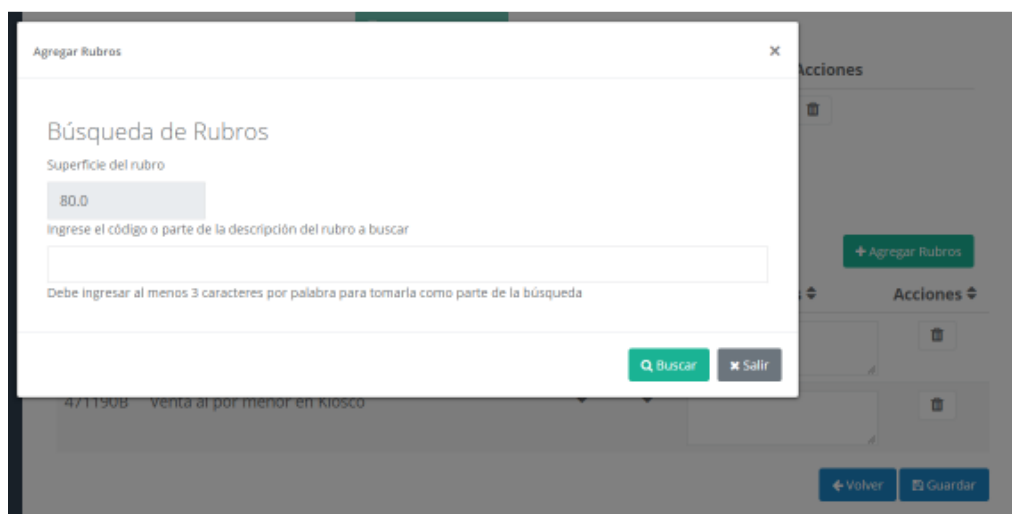 Agregar Rubros
×
Acciones
Búsqueda de Rubros
Superficie del rubro
80.0
Ingrese el código o parte de la descripción del rubro a buscar
+ Agregar Rubros
Debe ingresar al menos 3 caracteres por palabra para tomarla como parte de la búsqueda
Acciones
Buscar
Salir
471190B Venta al por menor en Kiosco
Volver
Guardar